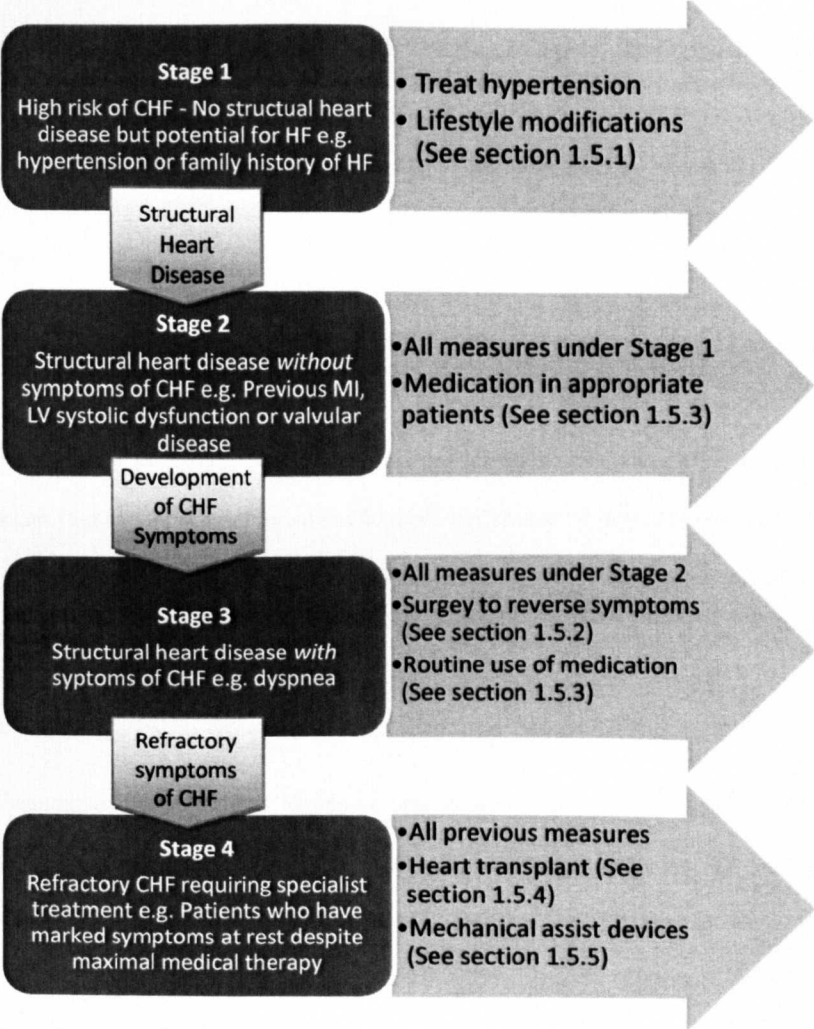 Stage 1
High risk of CHF - No structual heart
disease but potential for HF e.g.
hypertension or family history of HF
• Treat hypertension
• Lifestyle modifications
(See section 1.5.1)
Structural
Heart
Disease
Stage 2
Structural heart disease without
symptoms of CHF e.g. Previous MI,
LV systolic dysfunction or valvular
disease
•All measures under Stage 1
•Medication in appropriate
patients (See section 1.5.3)
Development
of CHF
Symptoms
Stage 3
Structural heart disease with
syptoms of CHF e.g. dyspnea
•All measures under Stage 2
•Surgey to reverse symptoms
(See section 1.5.2)
•Routine use of medication
(See section 1.5.3)
Refractory
symptoms
of CHF
Stage 4
Refractory CHF requiring specialist
treatment e.g. Patients who have
marked symptoms at rest despite
maximal medical therapy
•All previous measures
•Heart transplant (See
section 1.5.4)
•Mechanical assist devices
(See section 1.5.5)